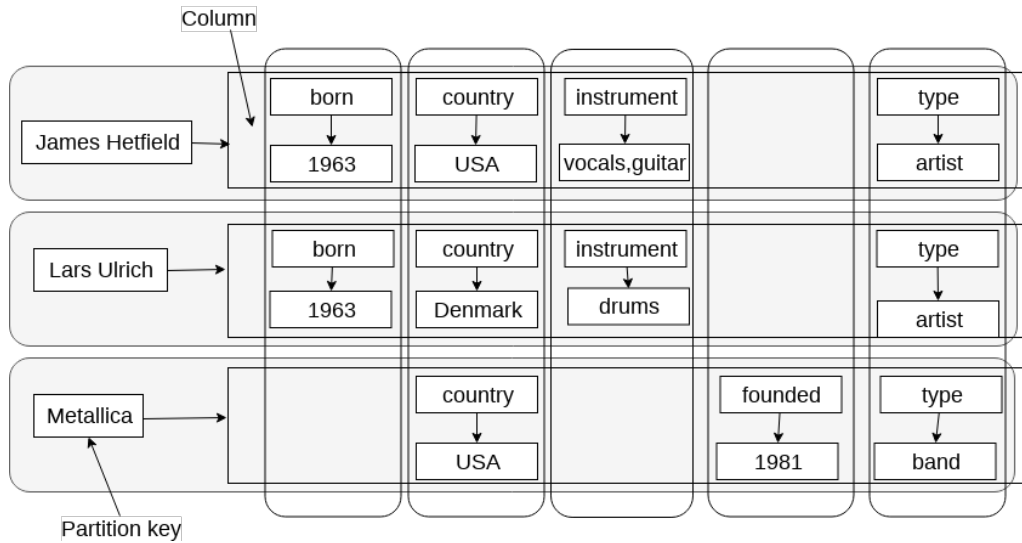 Column
born country instrument type
James Hetfield
1963 USA vocals,guitar artist
born country instrument type
Lars Ulrich
1963 Denmark drums artist
country founded type
Metallica
USA 1981 band
Partition key